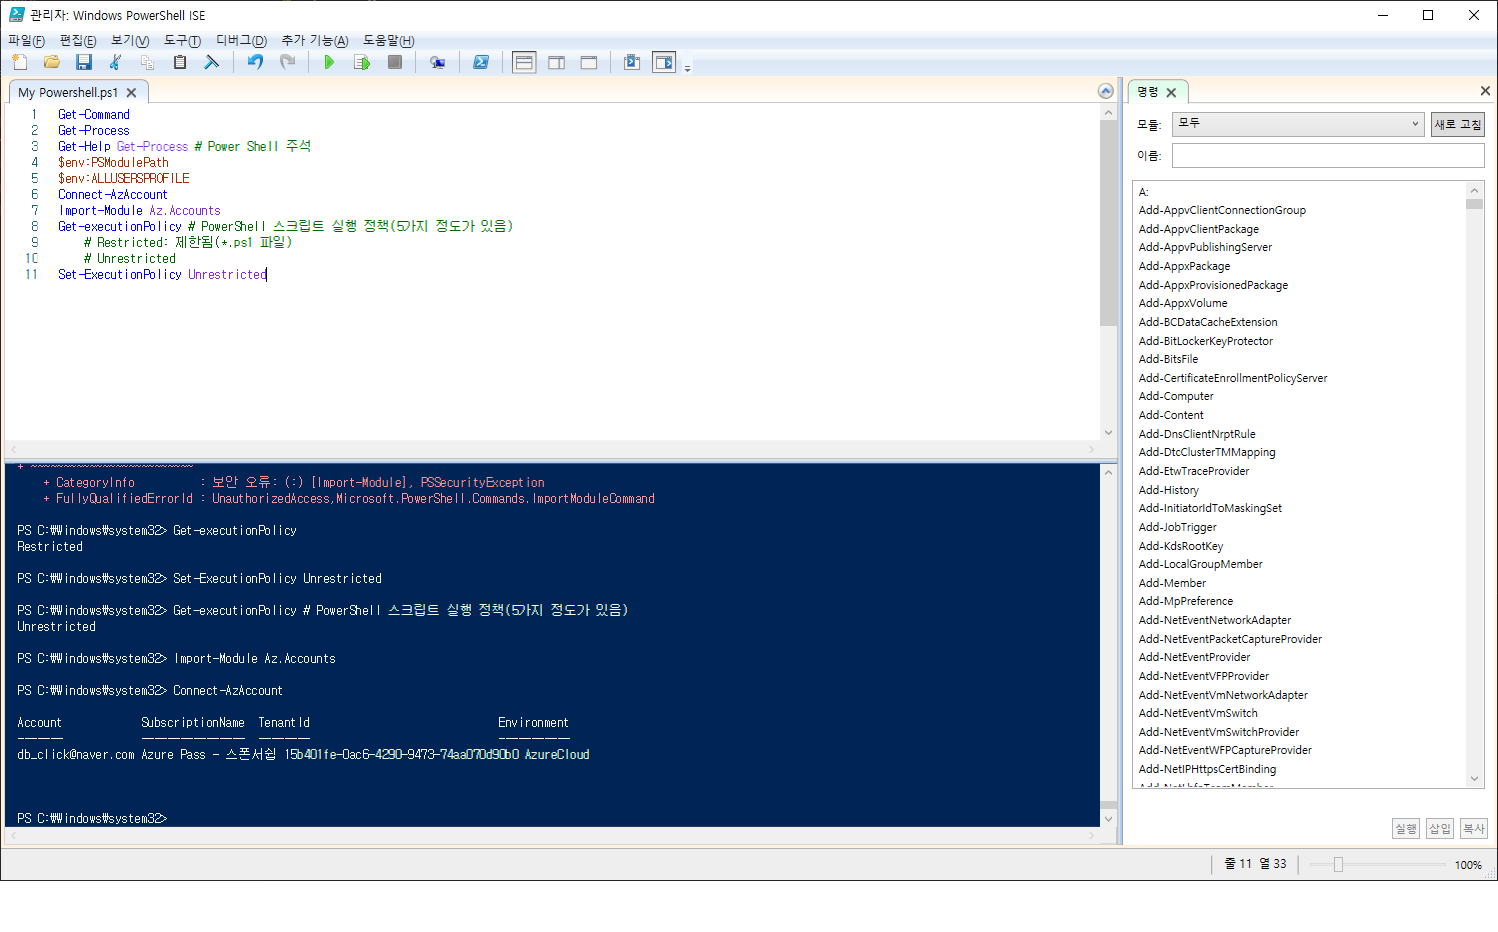 관리자: Windows PowerShell ISE
파일(F) 편집(E) 보기(V) 도구(T) 디버그(D) 추가 기능(A) 도움말(H)
My Powershell.ps1
1 Get-Command
2 Get-Process
3 Get-Help Get-Process # Power Shell 주석
4 $env:PSModulePath
5 $env:ALLUSERSPROFILE
6 Connect-AzAccount
7 Import-Module Az.Accounts
8 Get-executionPolicy # PowerShell 스크립트 실행 정책(5가지 정도가 있음)
9 # Restricted: 제한됨(*.ps1 파일)
10 # Unrestricted
11 Set-ExecutionPolicy Unrestricted
+ ~~~~~~~~~~~~~~~~~~~~~~~~~
+ CategoryInfo : 보안 오류: (:) [Import-Module], PSSecurityException
+ FullyQualifiedErrorId : UnauthorizedAccess,Microsoft.PowerShell.Commands.ImportModuleCommand
PS C:\Windows\system32> Get-executionPolicy
Restricted
PS C:\Windows\system32> Set-ExecutionPolicy Unrestricted
PS C:\Windows\system32> Get-executionPolicy # PowerShell 스크립트 실행 정책(5가지 정도가 있음)
Unrestricted
PS C:\Windows\system32> Import-Module Az.Accounts
PS C:\Windows\system32> Connect-AzAccount
Account SubscriptionName TenantId Environment
------- ---------------- -------- -----------
db_click@naver.com Azure Pass - 스폰서쉽 15b401fe-0ac6-4290-9473-74aa070d90b0 AzureCloud
PS C:\Windows\system32>
명령
모듈: 모두 새로 고침
이름:
A:
Add-AppvClientConnectionGroup
Add-AppvClientPackage
Add-AppvPublishingServer
Add-AppxPackage
Add-AppxProvisionedPackage
Add-AppxVolume
Add-BCDataCacheExtension
Add-BitLockerKeyProtector
Add-BitsFile
Add-CertificateEnrollmentPolicyServer
Add-Computer
Add-Content
Add-DnsClientNrptRule
Add-DtcClusterTMMapping
Add-EtwTraceProvider
Add-History
Add-InitiatorIdToMaskingSet
Add-JobTrigger
Add-KdsRootKey
Add-LocalGroupMember
Add-Member
Add-MpPreference
Add-NetEventNetworkAdapter
Add-NetEventPacketCaptureProvider
Add-NetEventProvider
Add-NetEventVFPProvider
Add-NetEventVmNetworkAdapter
Add-NetEventVmSwitch
Add-NetEventVmSwitchProvider
Add-NetEventWFPCaptureProvider
Add-NetIPHttpsCertBinding
Add-NetLbfoTeamMember
실행 삽입 복사
줄 11 열 33 100%